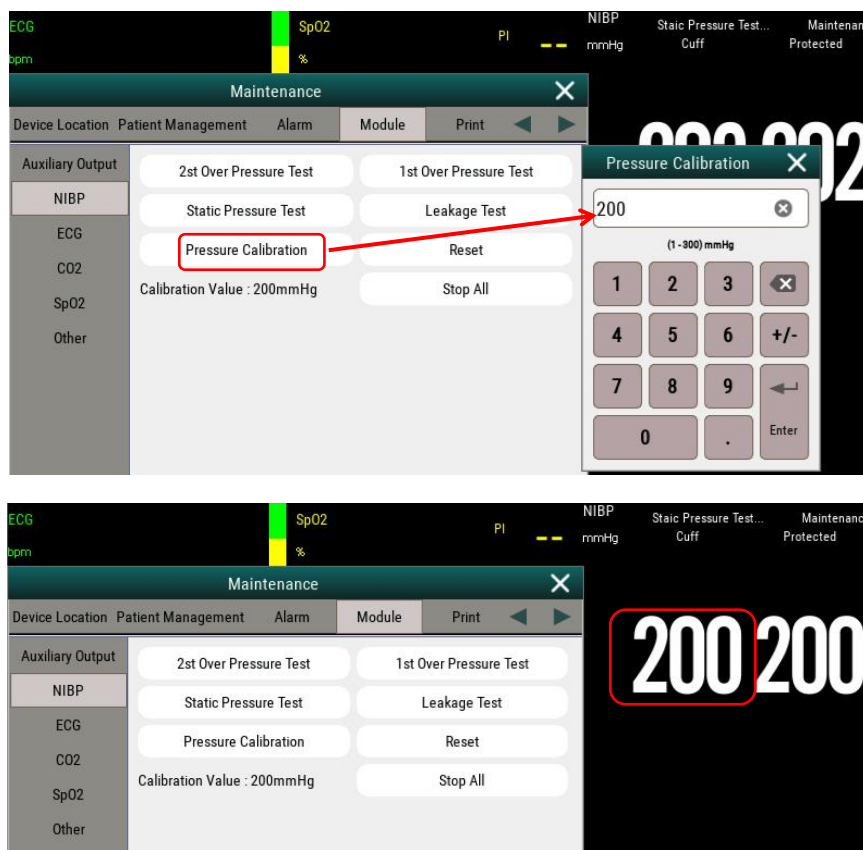 ECG
SpO2
PI
--
NIBP
Staic Pressure Test...
Maintenan
bpm
%
mmHg
Cuff
Protected
Maintenance
Device Location Patient Management Alarm Module Print
Auxiliary Output
NIBP
ECG
CO2
SpO2
Other
2st Over Pressure Test
1st Over Pressure Test
Static Pressure Test
Leakage Test
Pressure Calibration
Reset
Calibration Value : 200mmHg
Stop All
Pressure Calibration
200
(1 - 300) mmHg
1 2 3
4 5 6 +/-
7 8 9
0 . Enter
ECG
SpO2
PI
--
NIBP
Staic Pressure Test...
Maintenanc
bpm
%
mmHg
Cuff
Protected
Maintenance
Device Location Patient Management Alarm Module Print
Auxiliary Output
NIBP
ECG
CO2
SpO2
Other
2st Over Pressure Test
1st Over Pressure Test
Static Pressure Test
Leakage Test
Pressure Calibration
Reset
Calibration Value : 200mmHg
Stop All
200 200